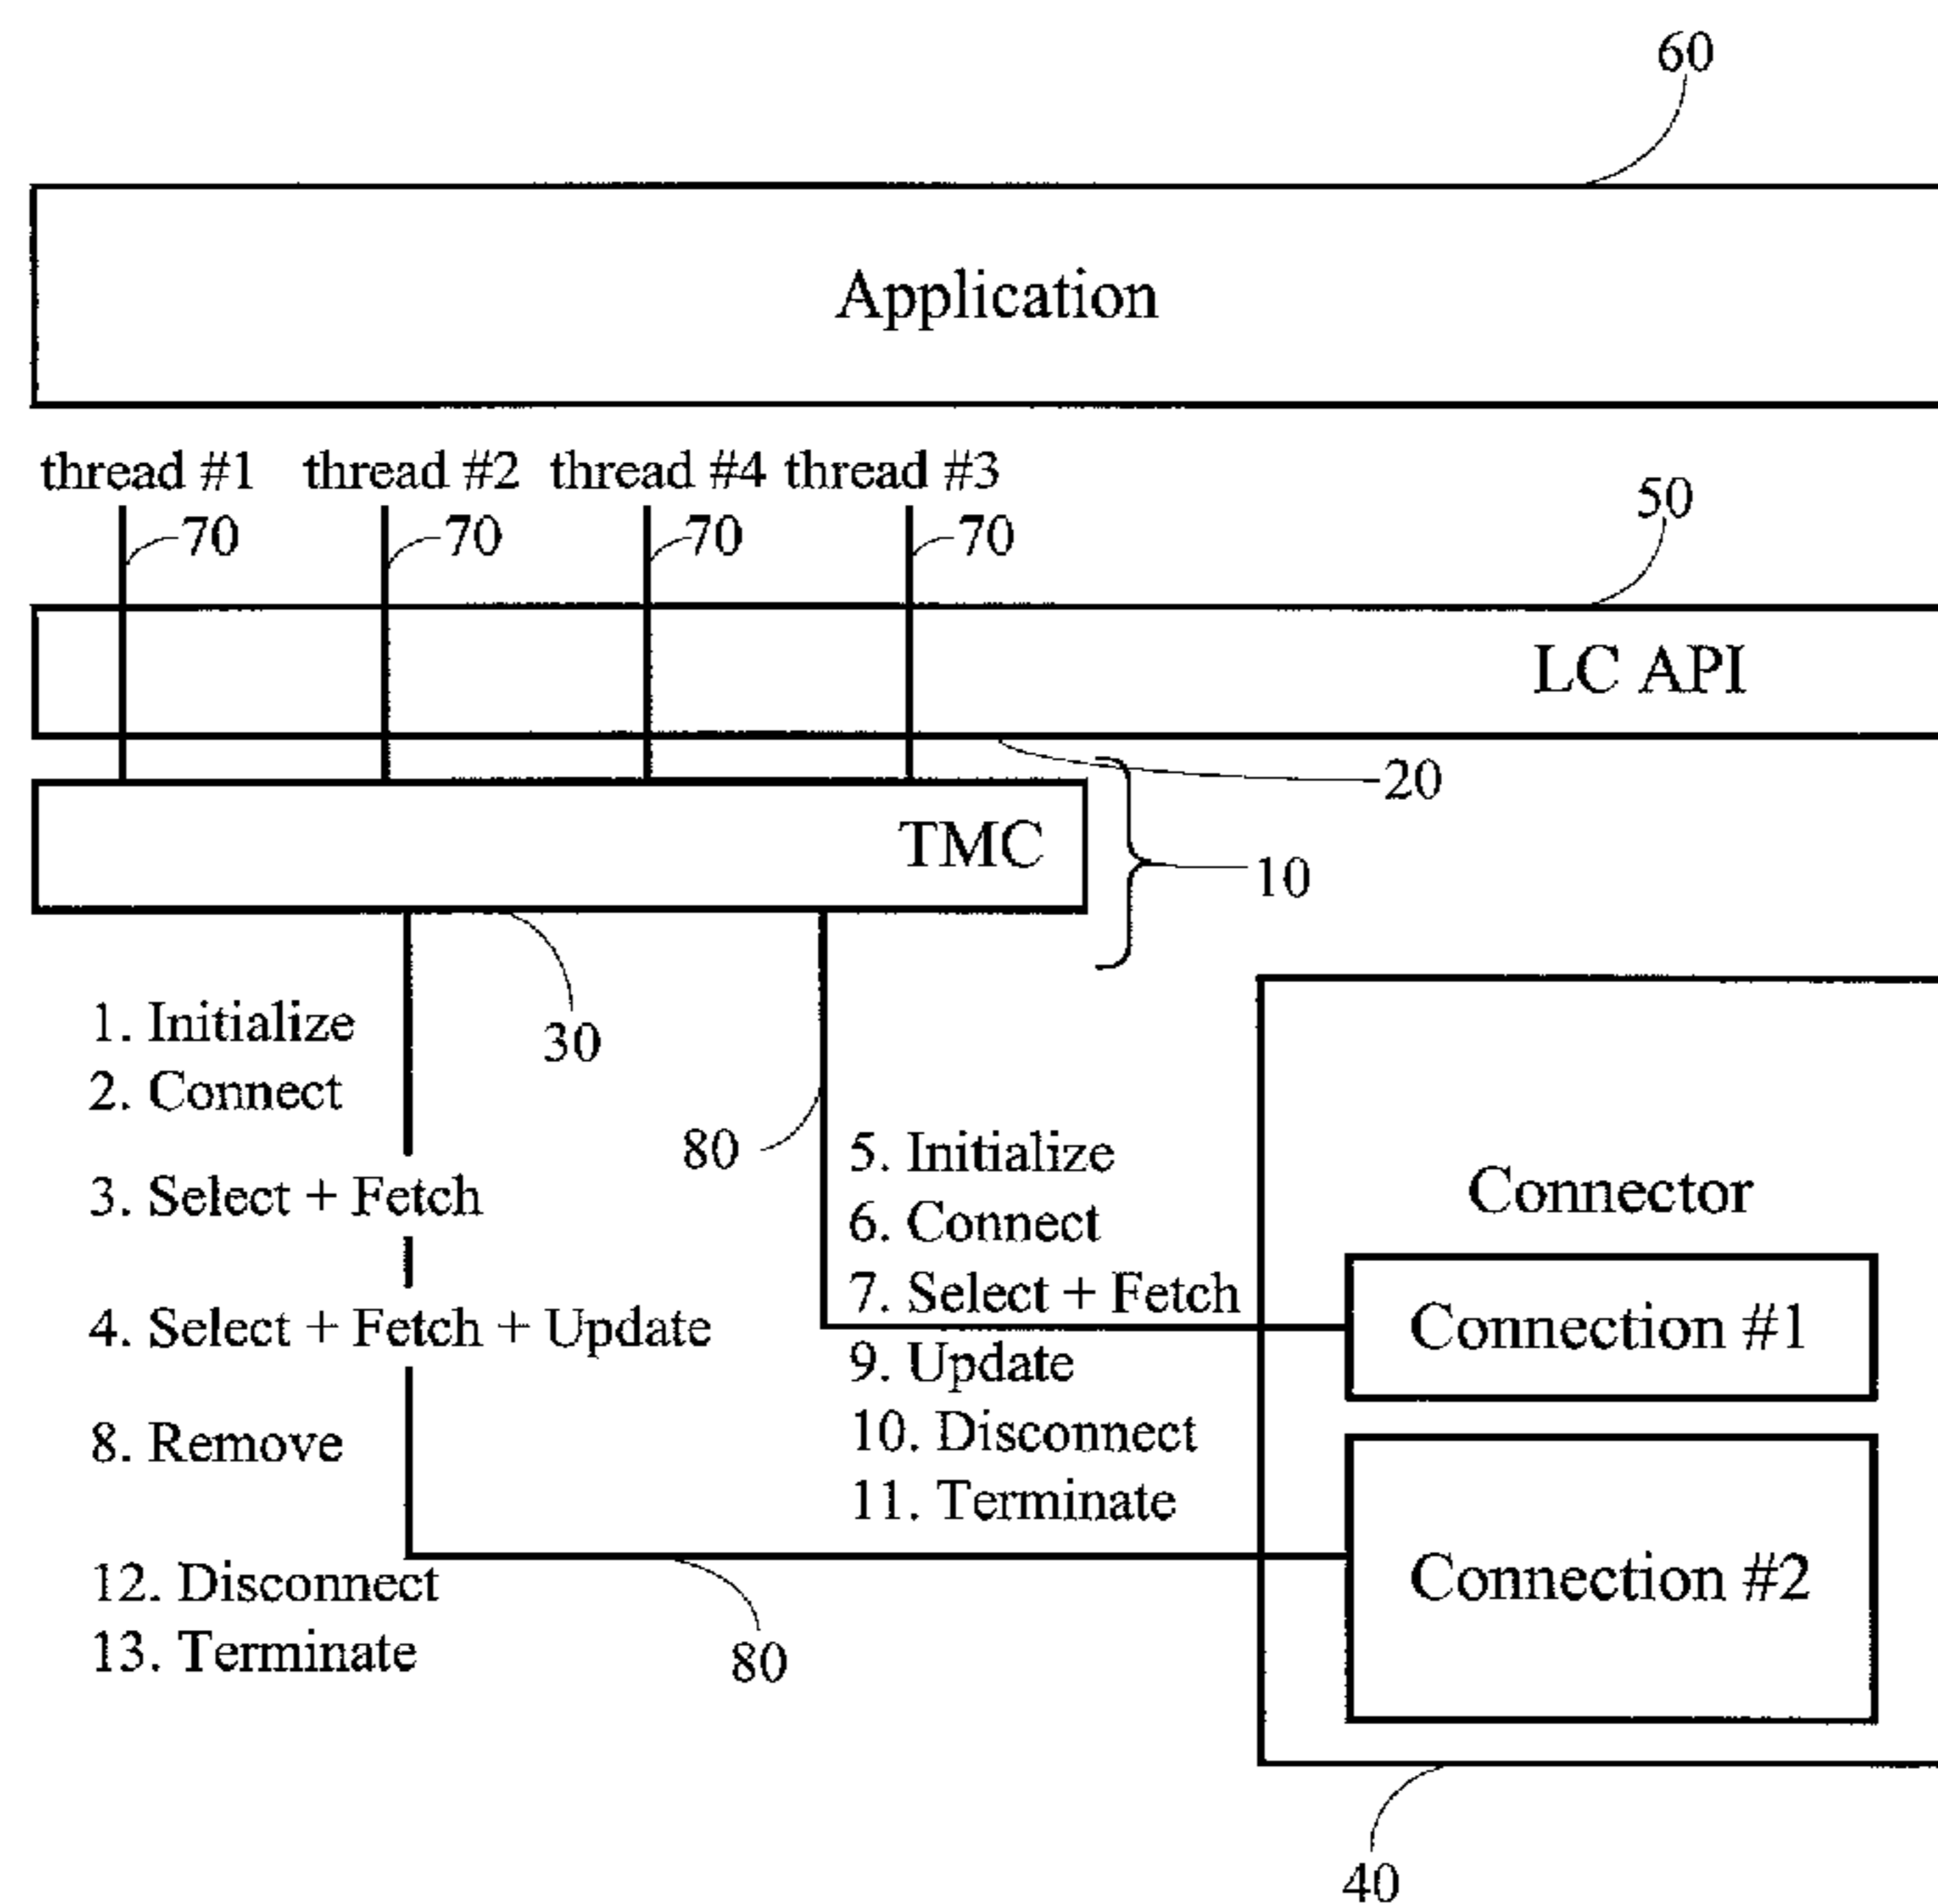 60
Application
thread #1 thread #2 thread #4 thread #3
70 70 70 70
50
LC API
20
TMC
10
30
1. Initialize
2. Connect
3. Select + Fetch
4. Select + Fetch + Update
8. Remove
12. Disconnect
13. Terminate
80
5. Initialize
6. Connect
7. Select + Fetch
9. Update
10. Disconnect
11. Terminate
80
Connector
Connection #1
Connection #2
40